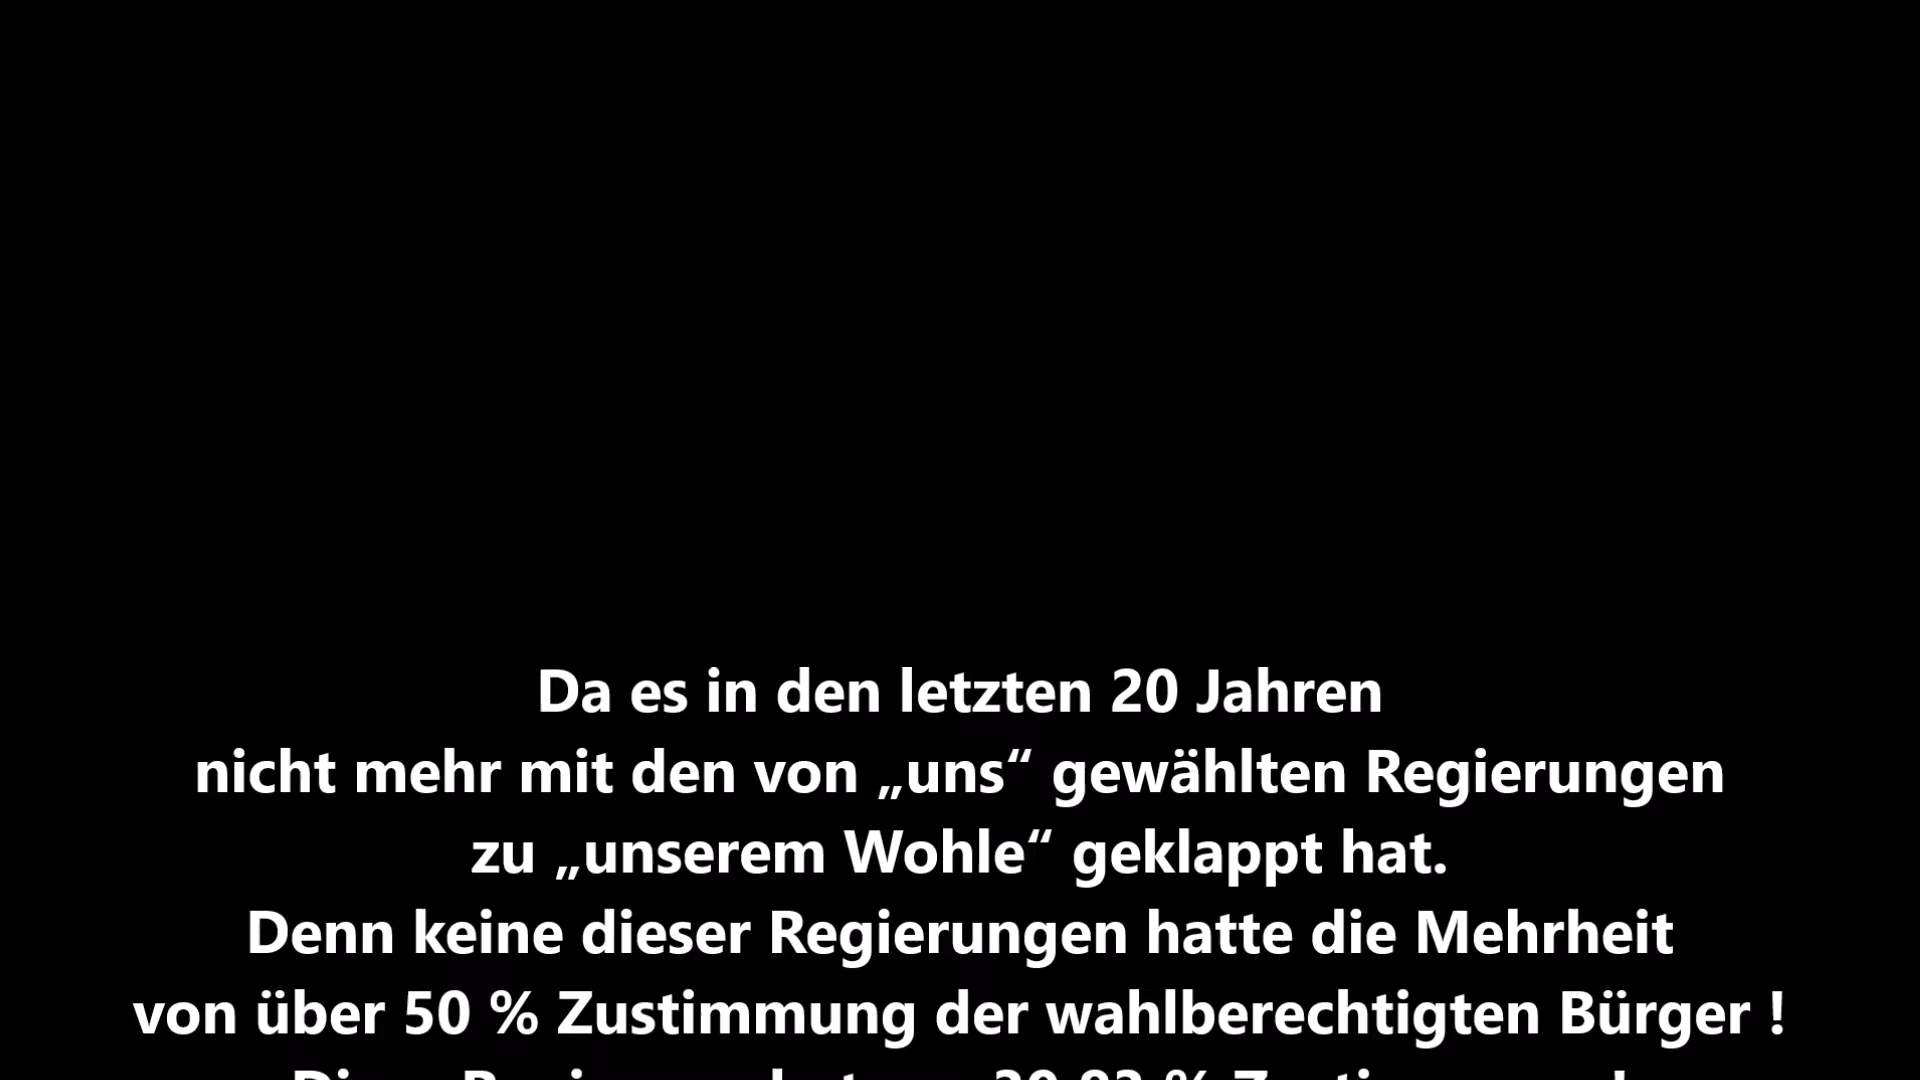 Da es in den letzten 20 Jahren
nicht mehr mit den von „uns“ gewählten Regierungen
zu „unserem Wohle“ geklappt hat.
Denn keine dieser Regierungen hatte die Mehrheit
von über 50 % Zustimmung der wahlberechtigten Bürger !